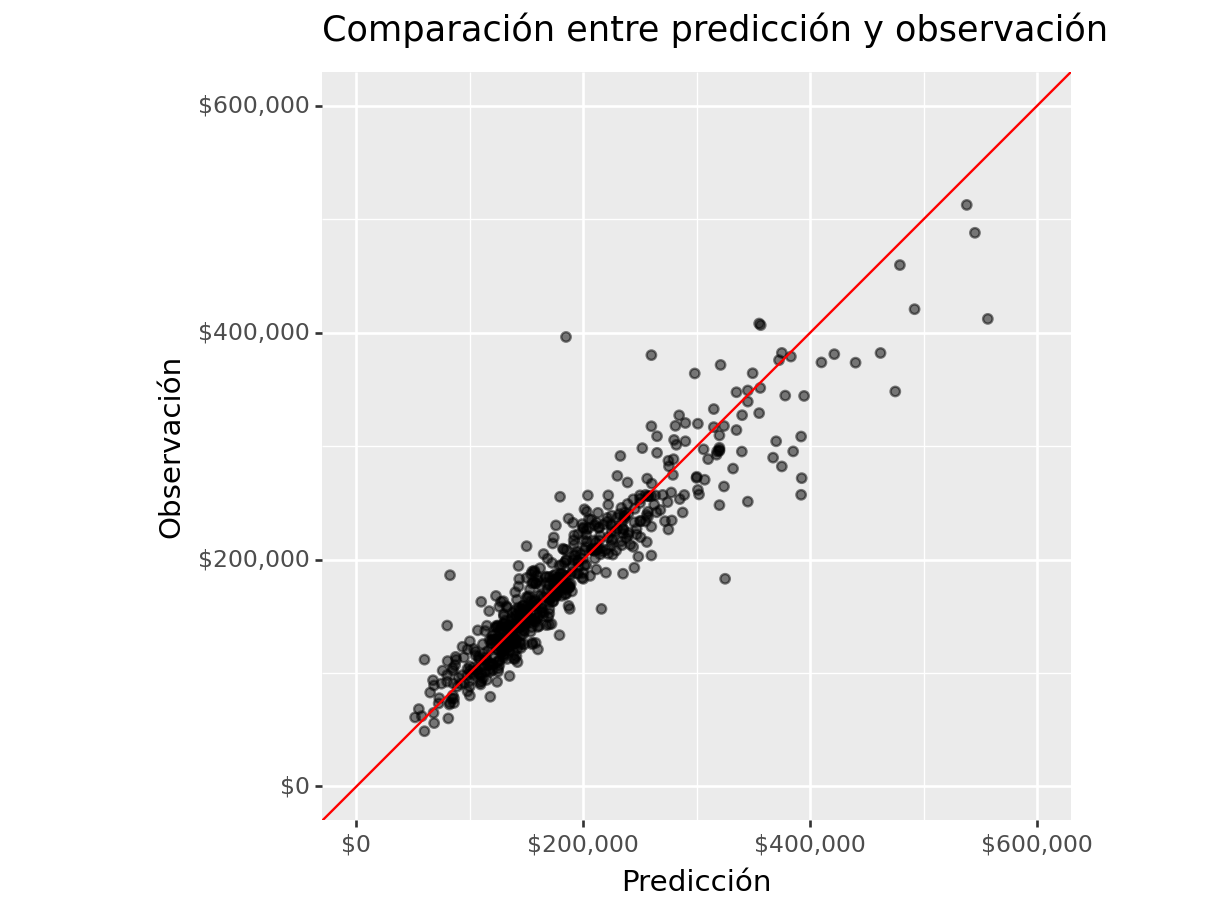 Comparación entre predicción y observación
$600,000
$400,000
$200,000
$0
Observación
$0 $200,000 $400,000 $600,000
Predicción